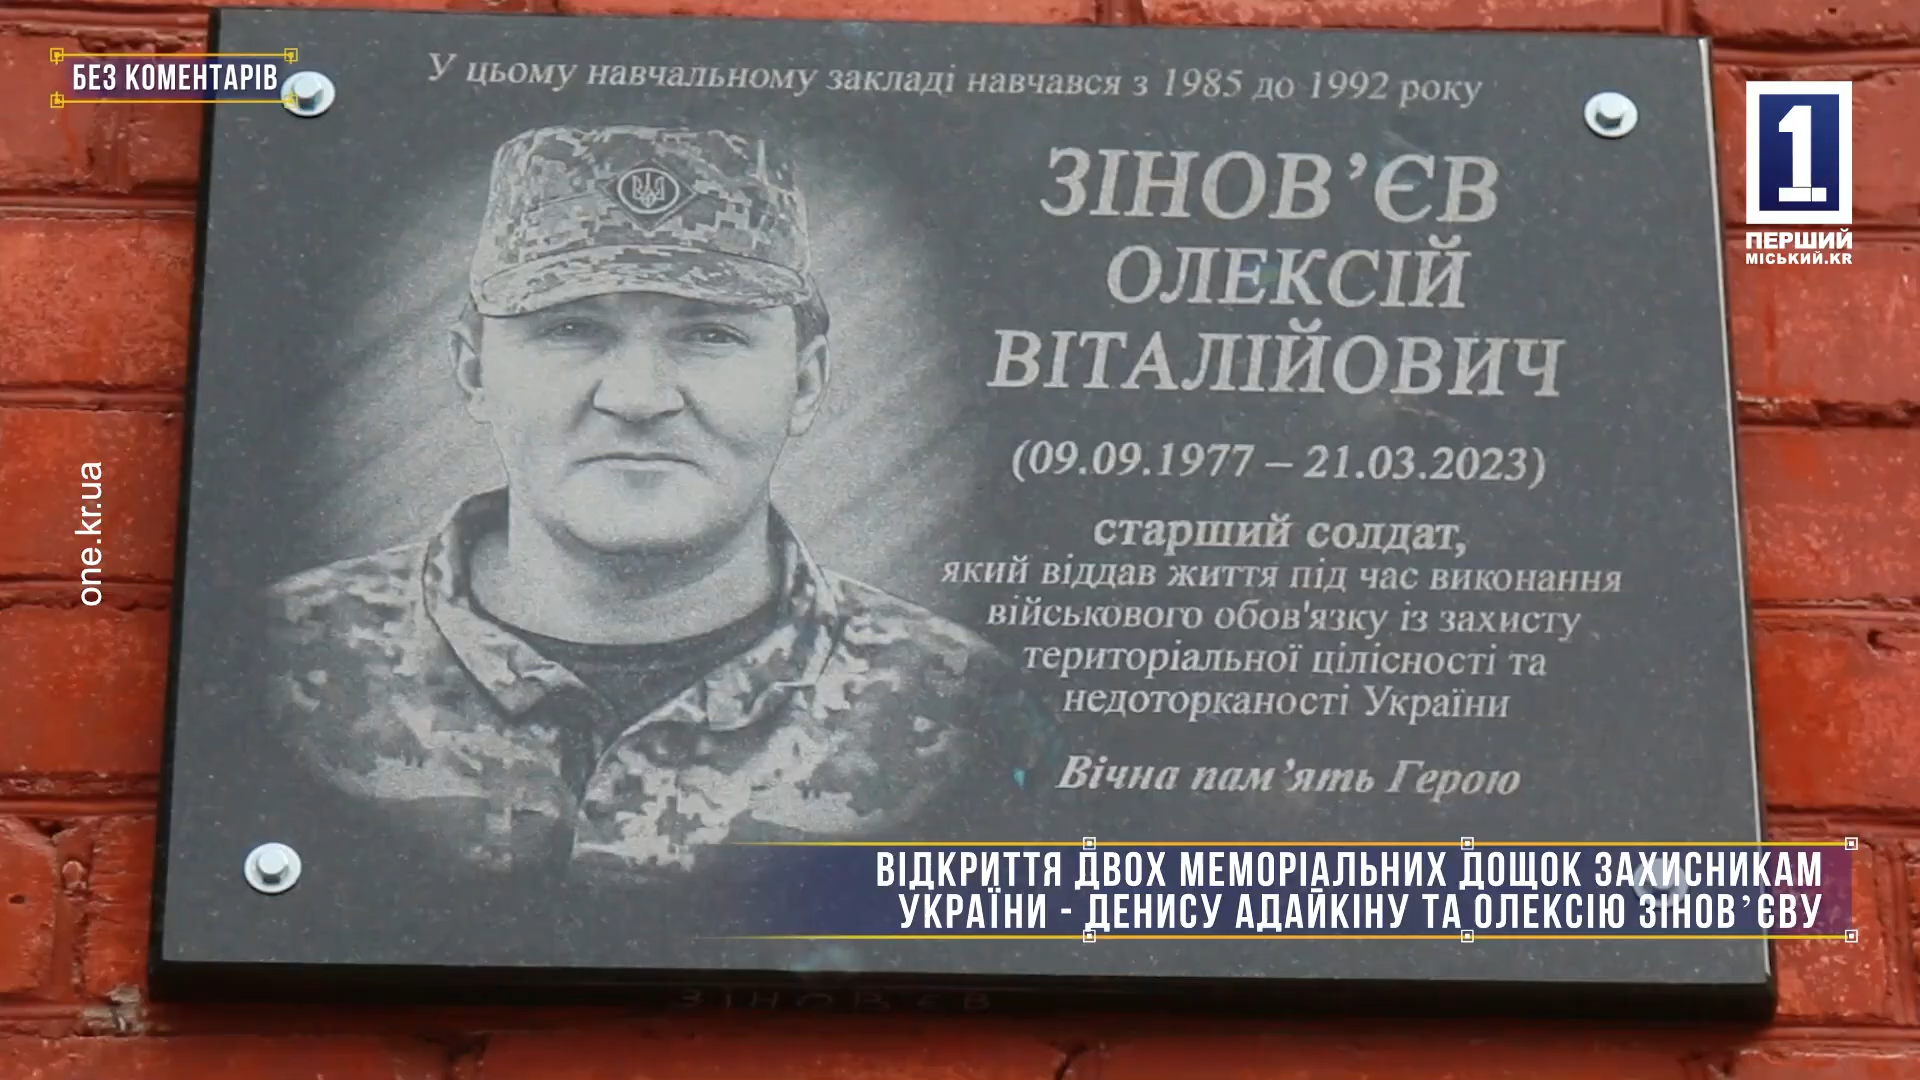 БЕЗ КОМЕНТАРІВ
У цьому навчальному закладі навчався з 1985 до 1992 року
ЗІНОВ’ЄВ
ОЛЕКСІЙ
ВІТАЛІЙОВИЧ
(09.09.1977 – 21.03.2023)
старший солдат,
який віддав життя під час виконання
військового обов'язку із захисту
територіальної цілісності та
недоторканості України
Вічна пам’ять Герою
1
ПЕРШИЙ
МІСЬКИЙ.KR
one.kr.ua
ВІДКРИТТЯ ДВОХ МЕМОРІАЛЬНИХ ДОЩОК ЗАХИСНИКАМ
УКРАЇНИ - ДЕНИСУ АДАЙКІНУ ТА ОЛЕКСІЮ ЗІНОВ’ЄВУ
ЗІНОВ ЄВ